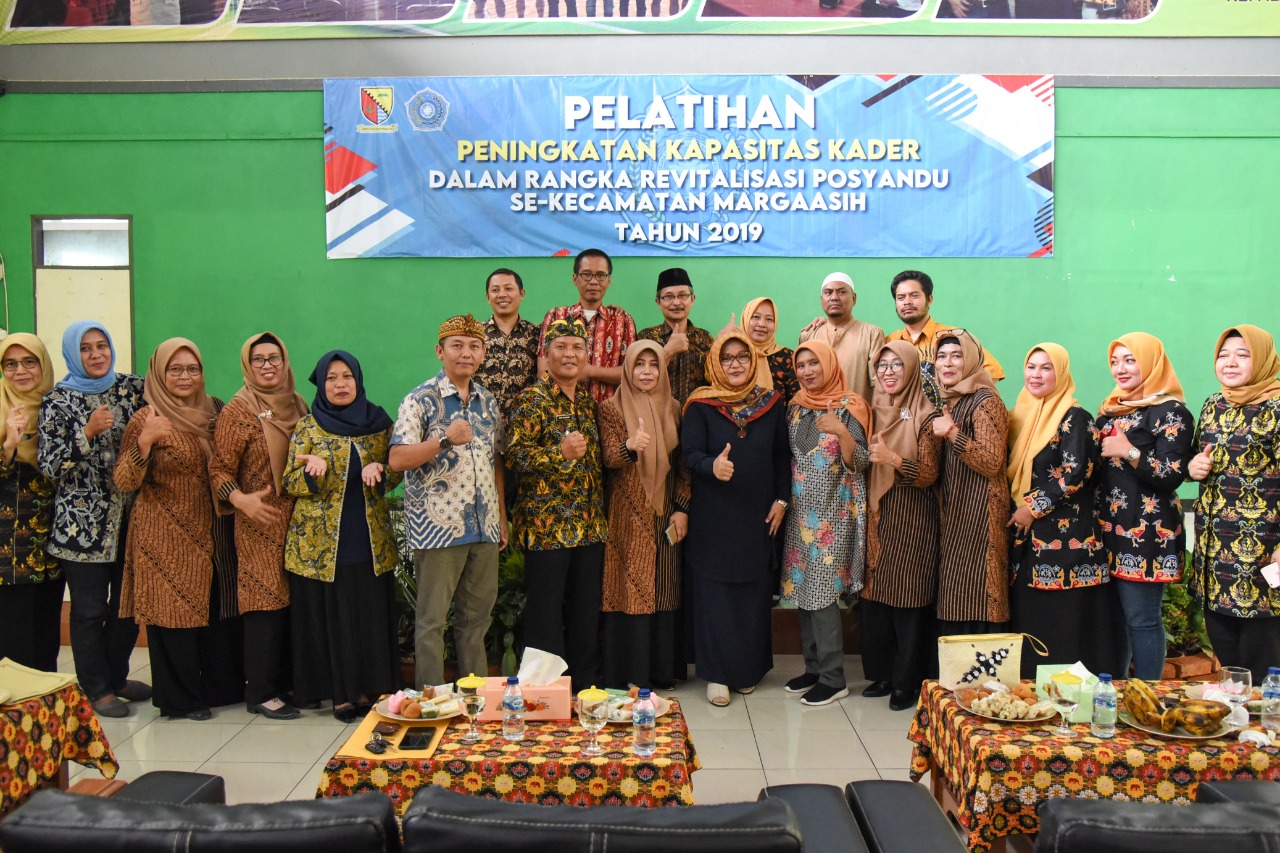 PELATIHAN
PENINGKATAN KAPASITAS KADER
DALAM RANGKA REVITALISASI POSYANDU
SE-KECAMATAN MARGAASIH
TAHUN 2019